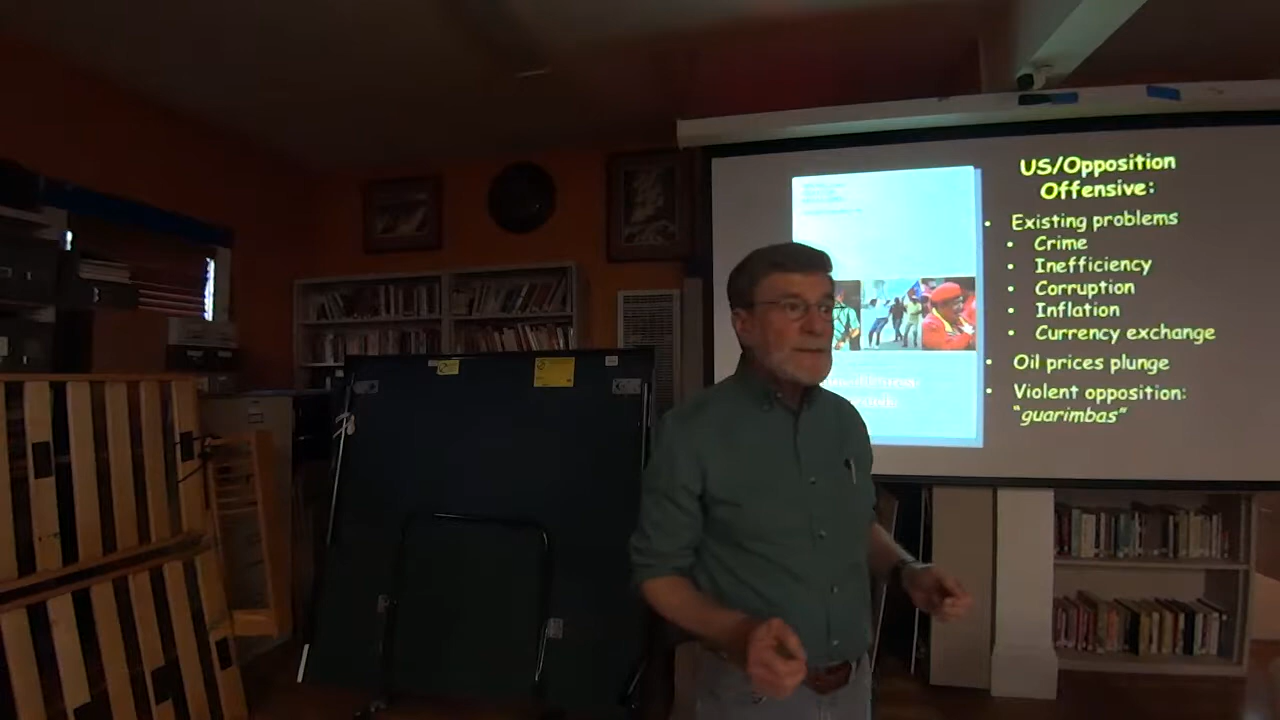 US/Opposition
Offensive:
• Existing problems
• Crime
• Inefficiency
• Corruption
• Inflation
• Currency exchange
• Oil prices plunge
• Violent opposition:
"guarimbas"